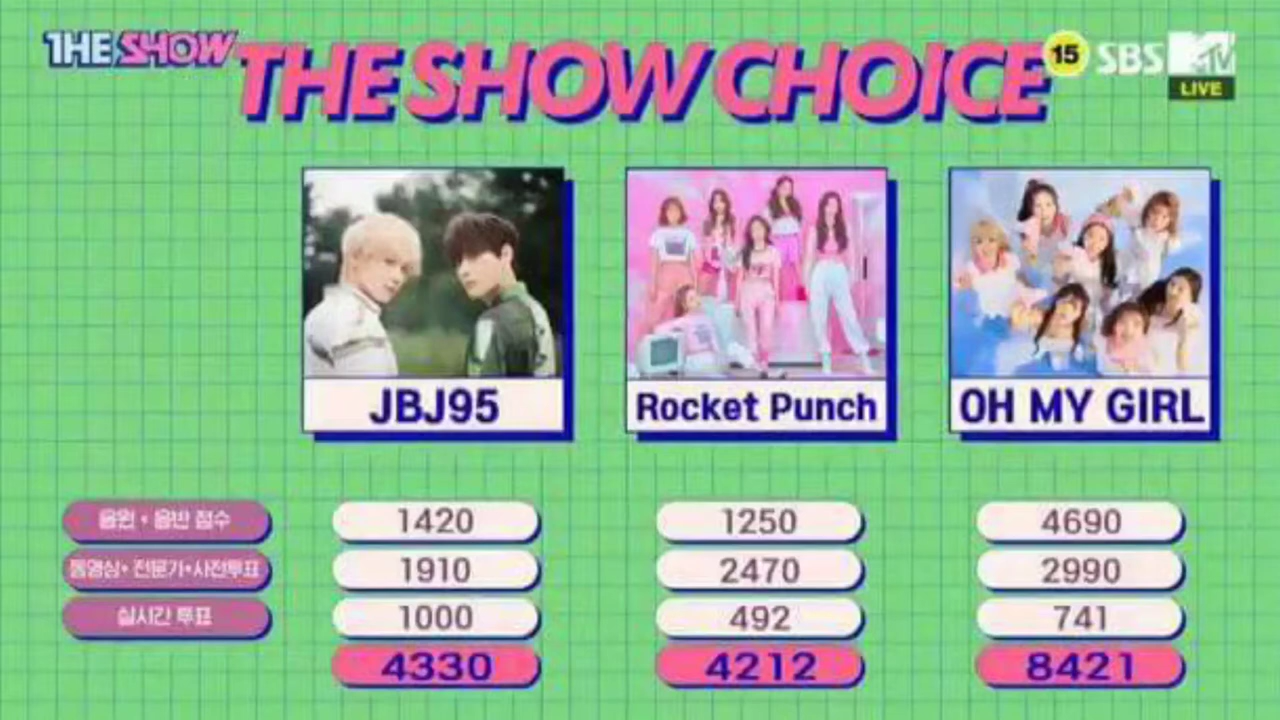 THE SHOW
THE SHOW CHOICE
15 SBS MTV
LIVE
JBJ95 Rocket Punch OH MY GIRL
음원 + 음반 점수 1420 1250 4690
동영상+전문가+사전투표 1910 2470 2990
실시간 투표 1000 492 741
4330 4212 8421